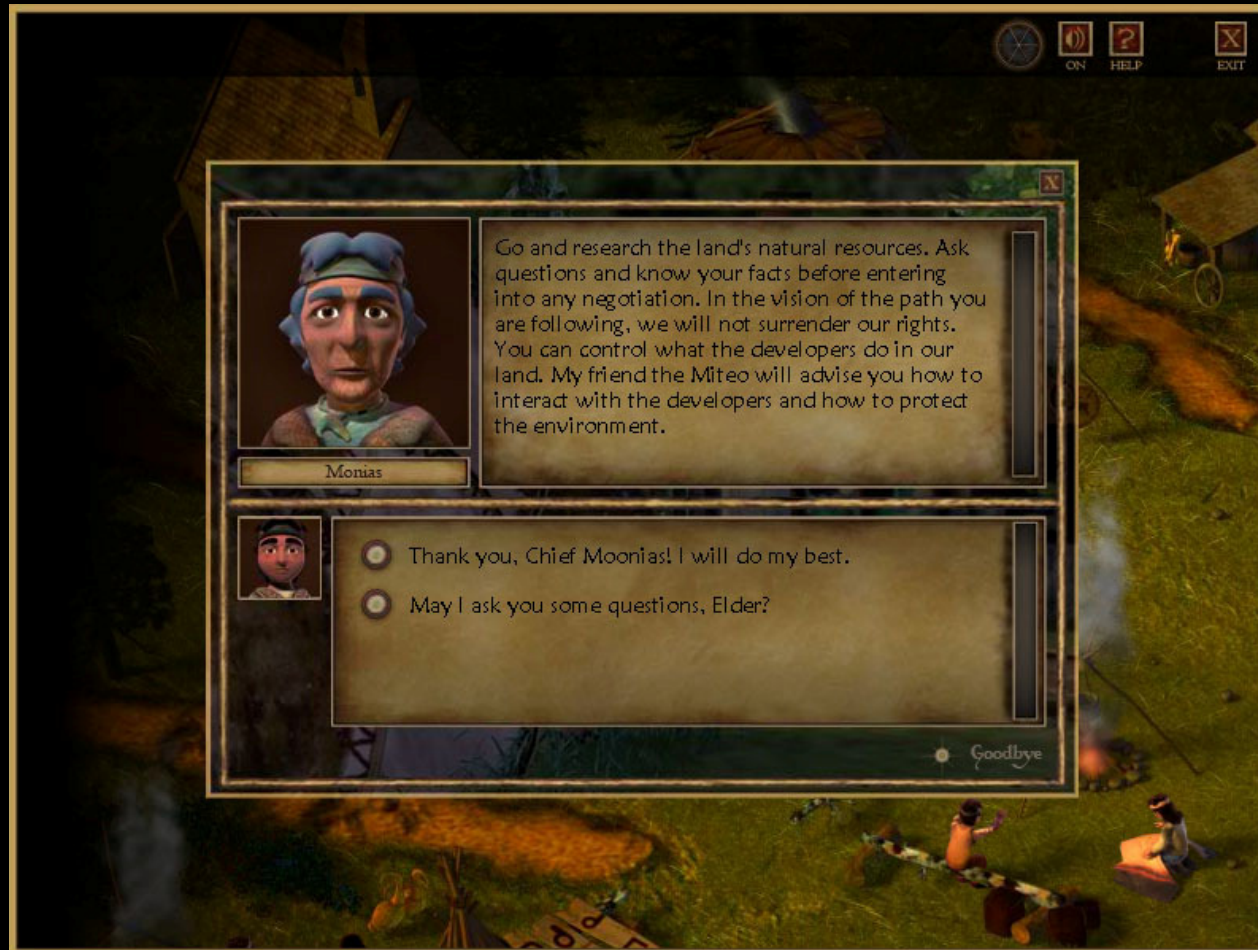 ON HELP EXIT
X
Go and research the land's natural resources. Ask
questions and know your facts before entering
into any negotiation. In the vision of the path you
are following, we will not surrender our rights.
You can control what the developers do in our
land. My friend the Miteo will advise you how to
interact with the developers and how to protect
the environment.
Monias
Thank you, Chief Moonias! I will do my best.
May I ask you some questions, Elder?
Goodbye